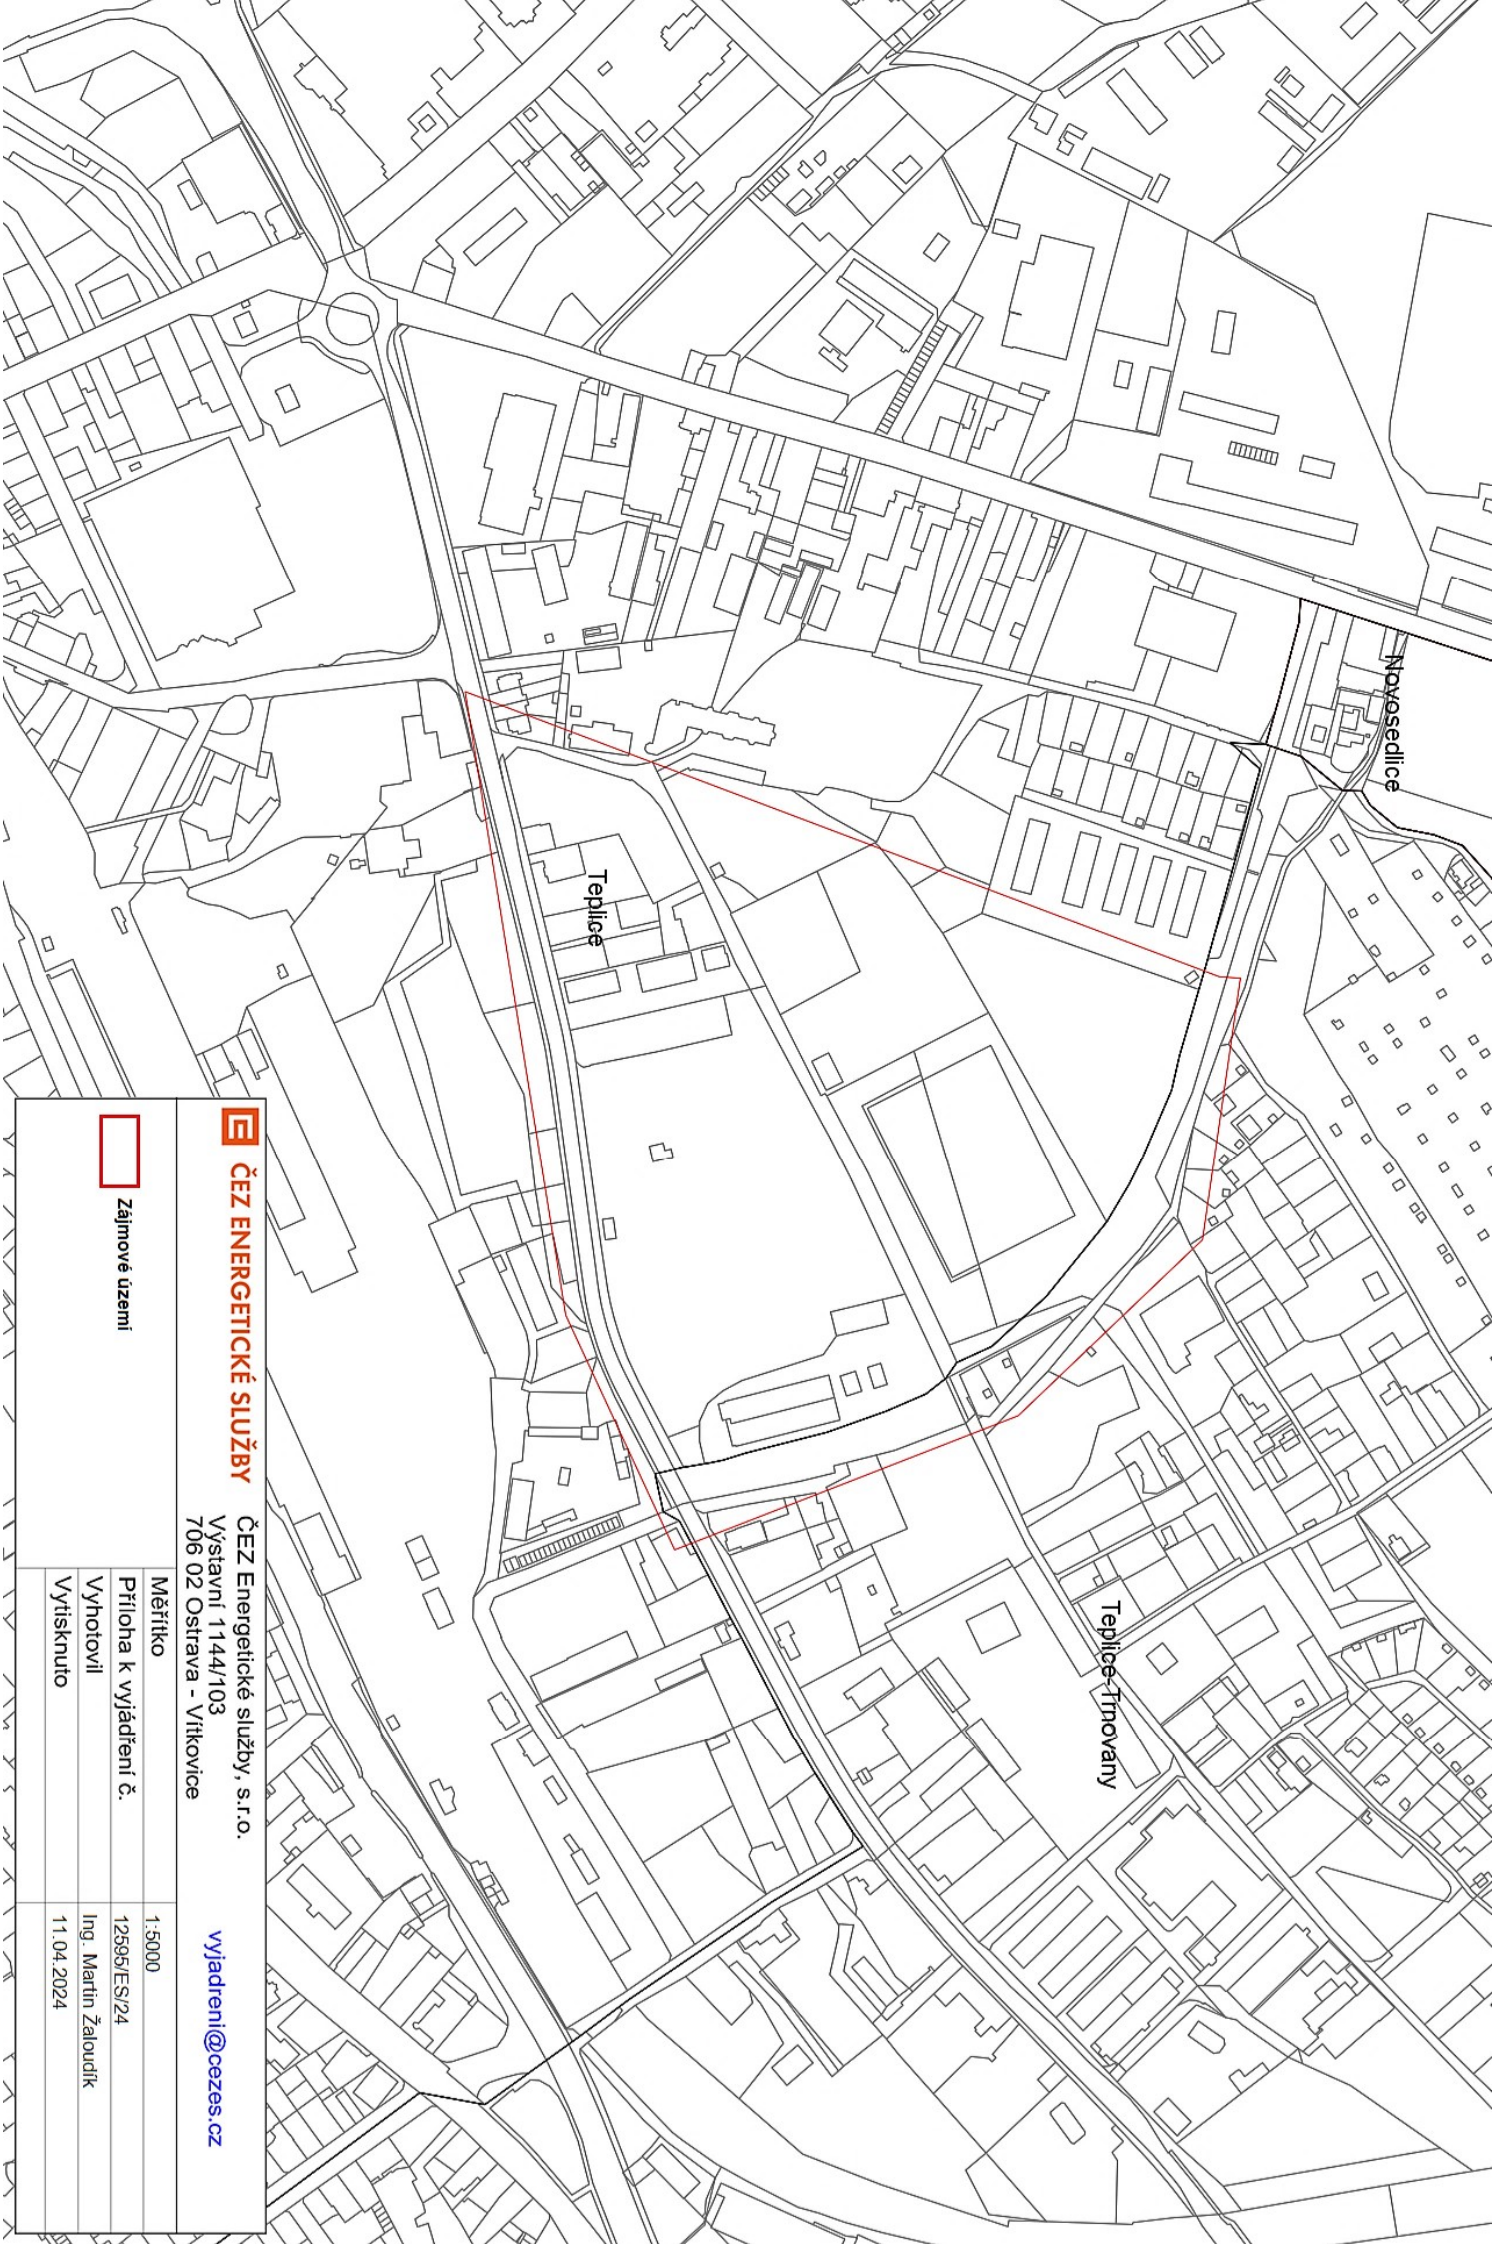 Novosedlice
Teplice
Teplice-Trnovany
ČEZ ENERGETICKÉ SLUŽBY
ČEZ Energetické služby, s.r.o.
Výstavní 1144/103
706 02 Ostrava - Vítkovice
vyjadreni@cezes.cz
Zájmové území
Měřítko 1:5000
Příloha k vyjádření č. 12595/ES/24
Vyhotovil Ing. Martin Žaloudík
Vytisknuto 11.04.2024